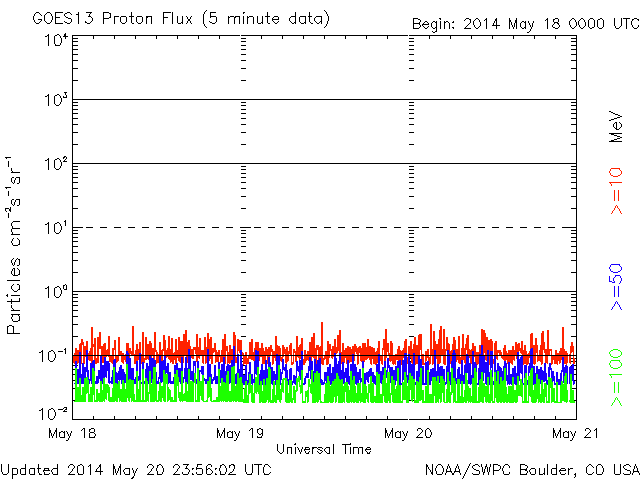 GOES13 Proton Flux (5 minute data)
Begin: 2014 May 18 0000 UTC
10⁴
10³
10²
10¹
10⁰
10⁻¹
10⁻²
Particles cm⁻²s⁻¹sr⁻¹
MeV
>=10
>=50
>=100
May 18
May 19
May 20
May 21
Universal Time
Updated 2014 May 20 23:56:02 UTC
NOAA/SWPC Boulder, CO USA